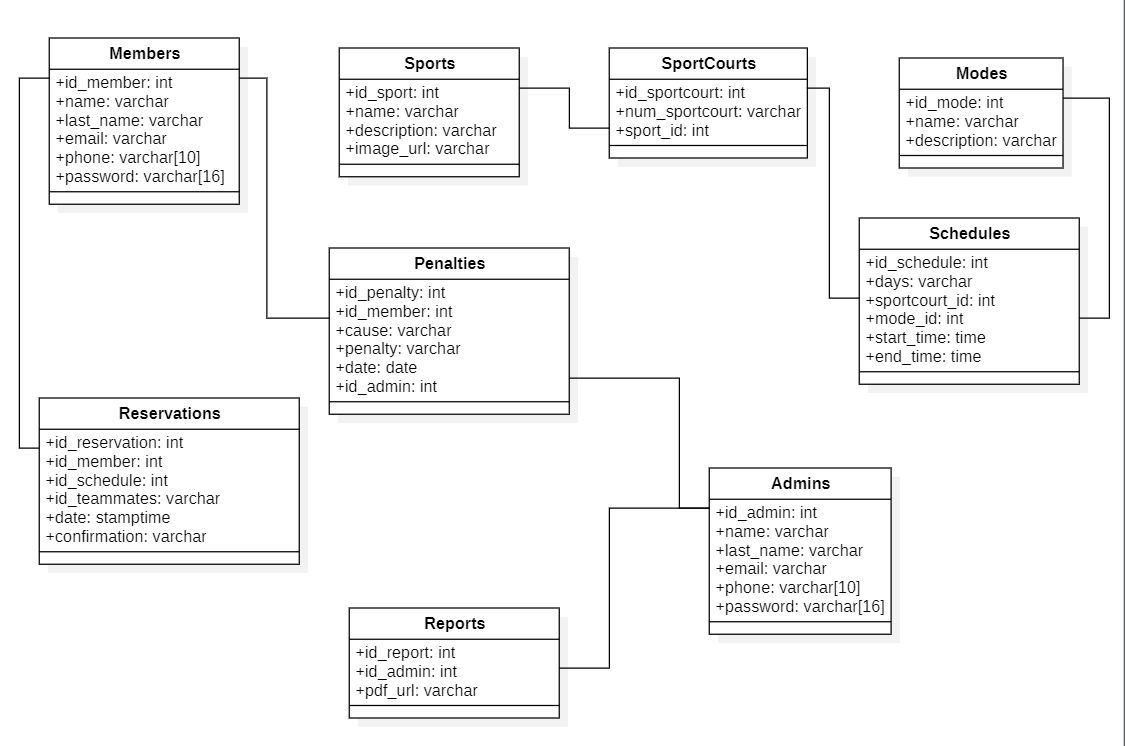 Members
+id_member: int
+name: varchar
+last_name: varchar
+email: varchar
+phone: varchar[10]
+password: varchar[16]
Sports
+id_sport: int
+name: varchar
+description: varchar
+image_url: varchar
SportCourts
+id_sportcourt: int
+num_sportcourt: varchar
+sport_id: int
Modes
+id_mode: int
+name: varchar
+description: varchar
Schedules
+id_schedule: int
+days: varchar
+sportcourt_id: int
+mode_id: int
+start_time: time
+end_time: time
Penalties
+id_penalty: int
+id_member: int
+cause: varchar
+penalty: varchar
+date: date
+id_admin: int
Reservations
+id_reservation: int
+id_member: int
+id_schedule: int
+id_teammates: varchar
+date: stamptime
+confirmation: varchar
Admins
+id_admin: int
+name: varchar
+last_name: varchar
+email: varchar
+phone: varchar[10]
+password: varchar[16]
Reports
+id_report: int
+id_admin: int
+pdf_url: varchar